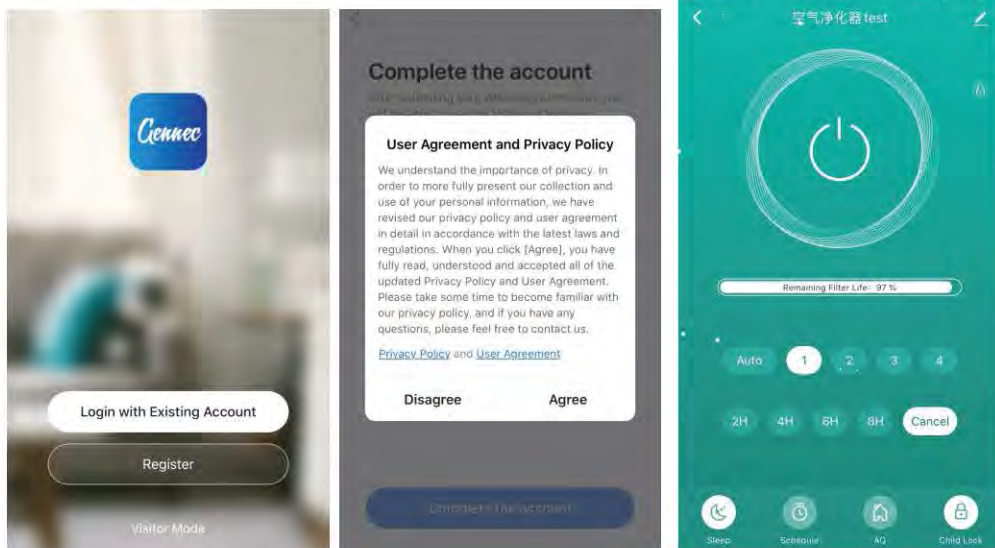 Gennec
Login with Existing Account
Register
Visitor Mode
Complete the account
User Agreement and Privacy Policy
We understand the importance of privacy. In
order to more fully present our collection and
use of your personal information, we have
revised our privacy policy and user agreement
in detail in accordance with the latest laws and
regulations. When you click [Agree], you have
fully read, understood and accepted all of the
updated Privacy Policy and User Agreement.
Please take some time to become familiar with
our privacy policy, and if you have any
questions, please feel free to contact us.
Privacy Policy and User Agreement
Disagree Agree
Complete the account
空气净化器test
Remaining Filter Life: 97 %
Auto 1 2 3 4
2H 4H 6H 8H Cancel
Sleep Schedule AQ Child Lock